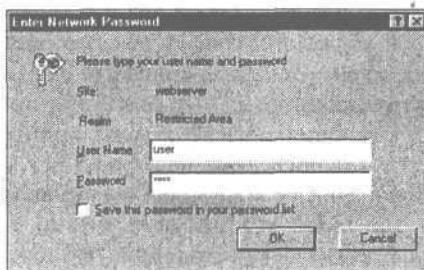 Enter Network Password
Please type your user name and password
Site: webserver
Realm Restricted Area
User Name user
Password ****
Save this password in your password list
OK Cancel